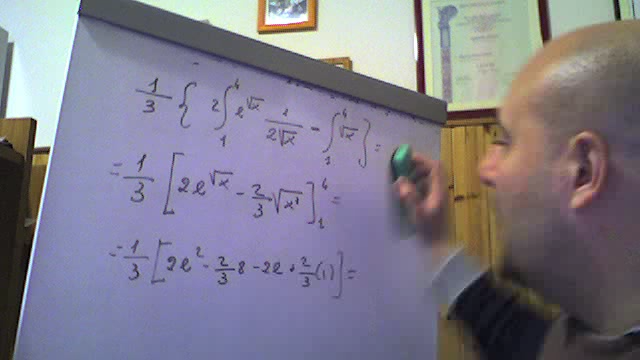 1/3 { 2 ∫₁⁴ e^√x 1/(2√x) − ∫₁⁴ √x } =
= 1/3 [ 2e^√x − 2/3 √x³ ]₁⁴ =
= 1/3 [ 2e² − 2/3 8 − 2e + 2/3 (1) ] =